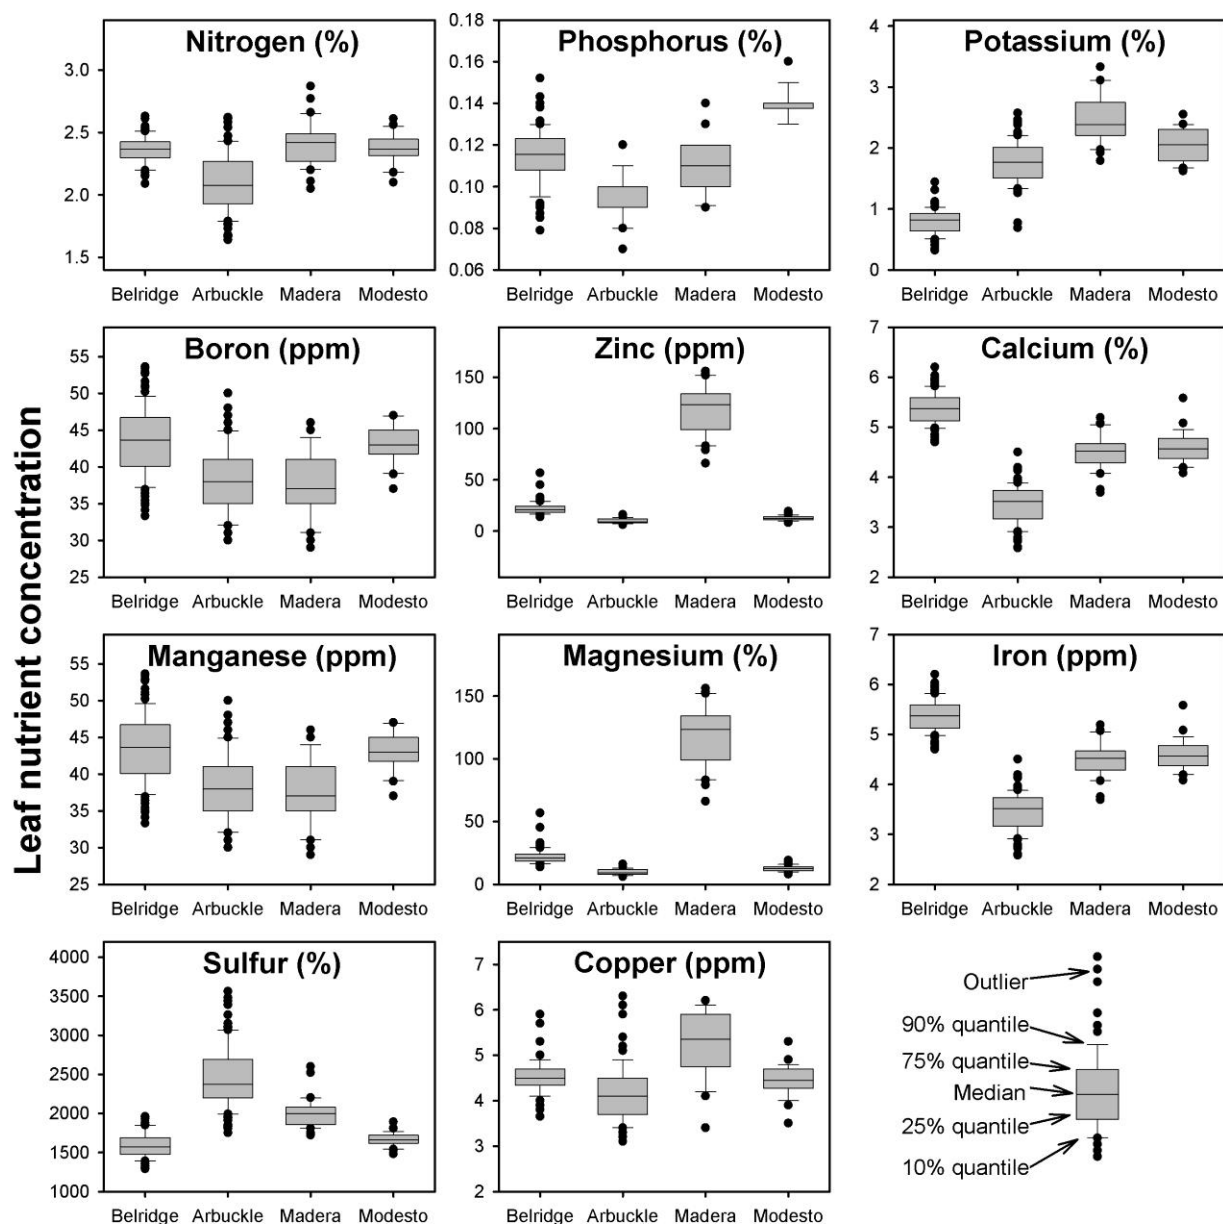 Leaf nutrient concentration
Nitrogen (%)
3.0
2.5
2.0
1.5
Belridge Arbuckle Madera Modesto
Phosphorus (%)
0.18
0.16
0.14
0.12
0.10
0.08
0.06
Belridge Arbuckle Madera Modesto
Potassium (%)
4
3
2
1
0
Belridge Arbuckle Madera Modesto
Boron (ppm)
55
50
45
40
35
30
25
Belridge Arbuckle Madera Modesto
Zinc (ppm)
150
100
50
0
Belridge Arbuckle Madera Modesto
Calcium (%)
7
6
5
4
3
2
Belridge Arbuckle Madera Modesto
Manganese (ppm)
55
50
45
40
35
30
25
Belridge Arbuckle Madera Modesto
Magnesium (%)
150
100
50
0
Belridge Arbuckle Madera Modesto
Iron (ppm)
7
6
5
4
3
2
Belridge Arbuckle Madera Modesto
Sulfur (%)
4000
3500
3000
2500
2000
1500
1000
Belridge Arbuckle Madera Modesto
Copper (ppm)
7
6
5
4
3
2
Belridge Arbuckle Madera Modesto
Outlier
90% quantile
75% quantile
Median
25% quantile
10% quantile